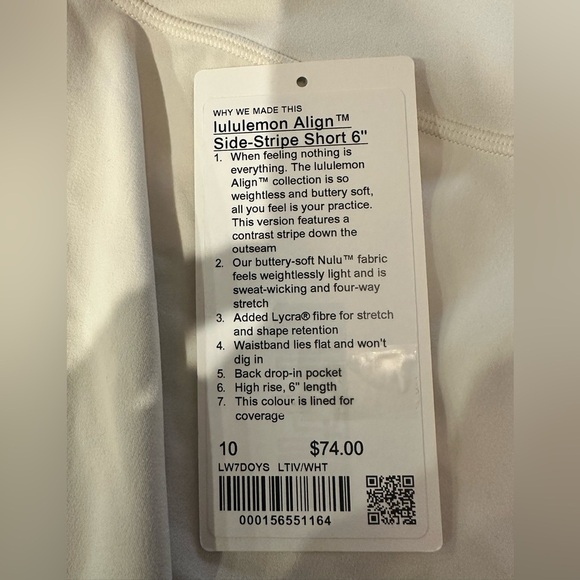 WHY WE MADE THIS
lululemon Align™
Side-Stripe Short 6"
1. When feeling nothing is
everything. The lululemon
Align™ collection is so
weightless and buttery soft,
all you feel is your practice.
This version features a
contrast stripe down the
outseam
2. Our buttery-soft Nulu™ fabric
feels weightlessly light and is
sweat-wicking and four-way
stretch
3. Added Lycra® fibre for stretch
and shape retention
4. Waistband lies flat and won't
dig in
5. Back drop-in pocket
6. High rise, 6" length
7. This colour is lined for
coverage
10 $74.00
LW7DOYS LTIV/WHT
000156551164